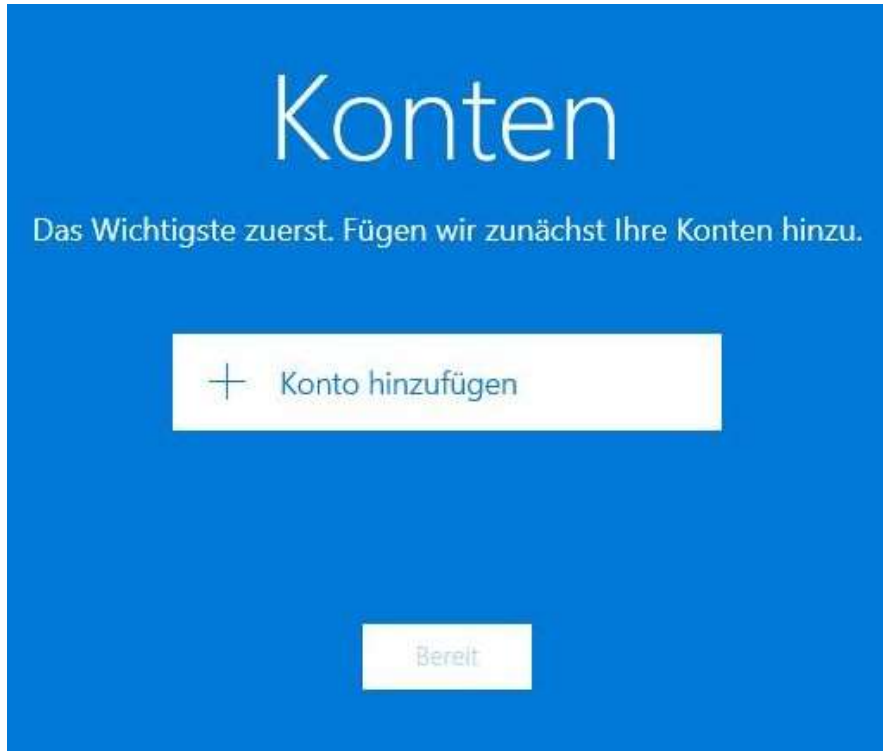 Konten
Das Wichtigste zuerst. Fügen wir zunächst Ihre Konten hinzu.
Konto hinzufügen
Bereit